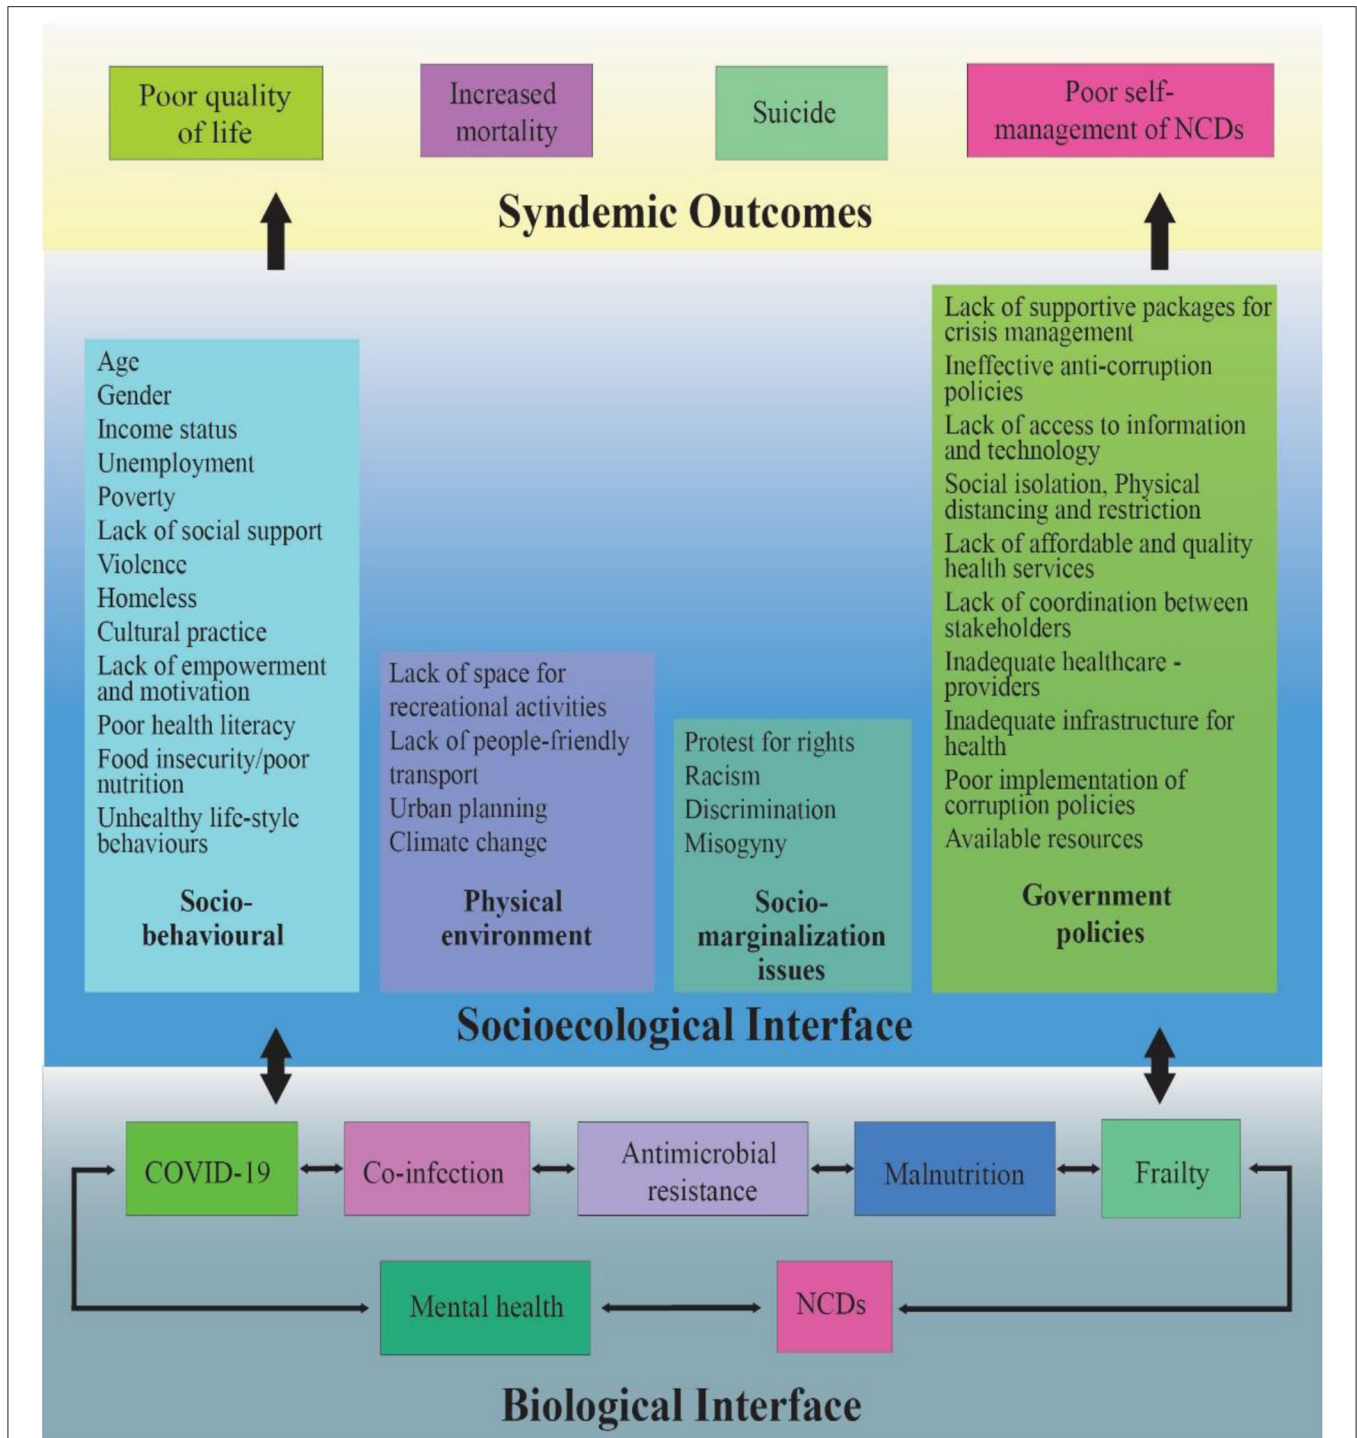 Poor quality
of life
Increased
mortality
Suicide
Poor self-
management of NCDs
Syndemic Outcomes
Age
Gender
Income status
Unemployment
Poverty
Lack of social support
Violence
Homeless
Cultural practice
Lack of empowerment
and motivation
Poor health literacy
Food insecurity/poor
nutrition
Unhealthy life-style
behaviours
Socio-
behavioural
Lack of space for
recreational activities
Lack of people-friendly
transport
Urban planning
Climate change
Physical
environment
Protest for rights
Racism
Discrimination
Misogyny
Socio-
marginalization
issues
Lack of supportive packages for
crisis management
Ineffective anti-corruption
policies
Lack of access to information
and technology
Social isolation, Physical
distancing and restriction
Lack of affordable and quality
health services
Lack of coordination between
stakeholders
Inadequate healthcare -
providers
Inadequate infrastructure for
health
Poor implementation of
corruption policies
Available resources
Government
policies
Socioecological Interface
COVID-19
Co-infection
Antimicrobial
resistance
Malnutrition
Frailty
Mental health
NCDs
Biological Interface